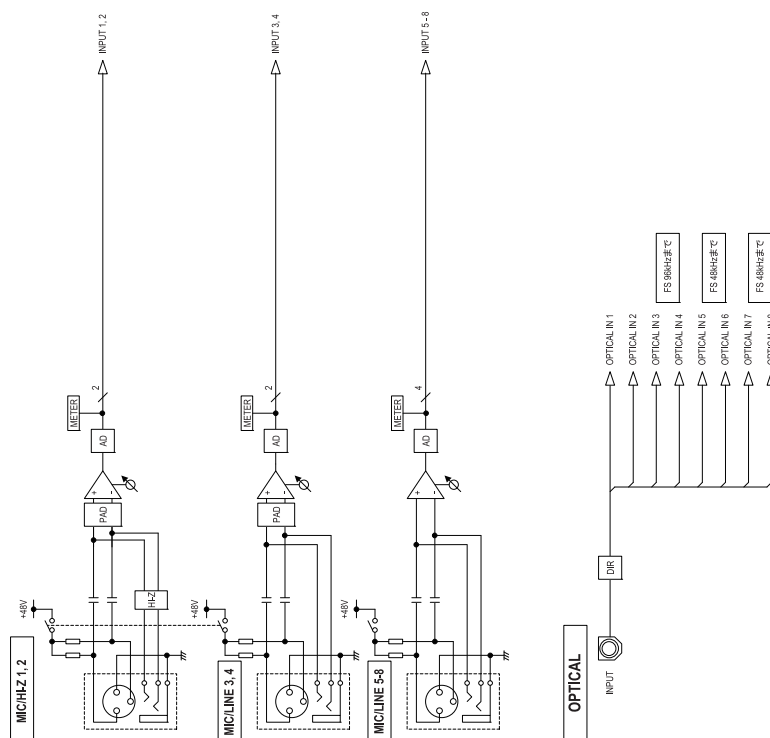 INPUT 1, 2
2
METER
AD
+
-
PAD
HI-Z
+48V
MIC/HI-Z 1, 2
INPUT 3, 4
2
METER
AD
+
-
PAD
+48V
MIC/LINE 3, 4
INPUT 5 - 8
4
METER
AD
+
-
+48V
MIC/LINE 5-8
OPTICAL
INPUT
DIR
OPTICAL IN 1
OPTICAL IN 2
OPTICAL IN 3
OPTICAL IN 4
OPTICAL IN 5
OPTICAL IN 6
OPTICAL IN 7
OPTICAL IN
FS 96kHzまで
FS 48kHzまで
FS 48kHzまで